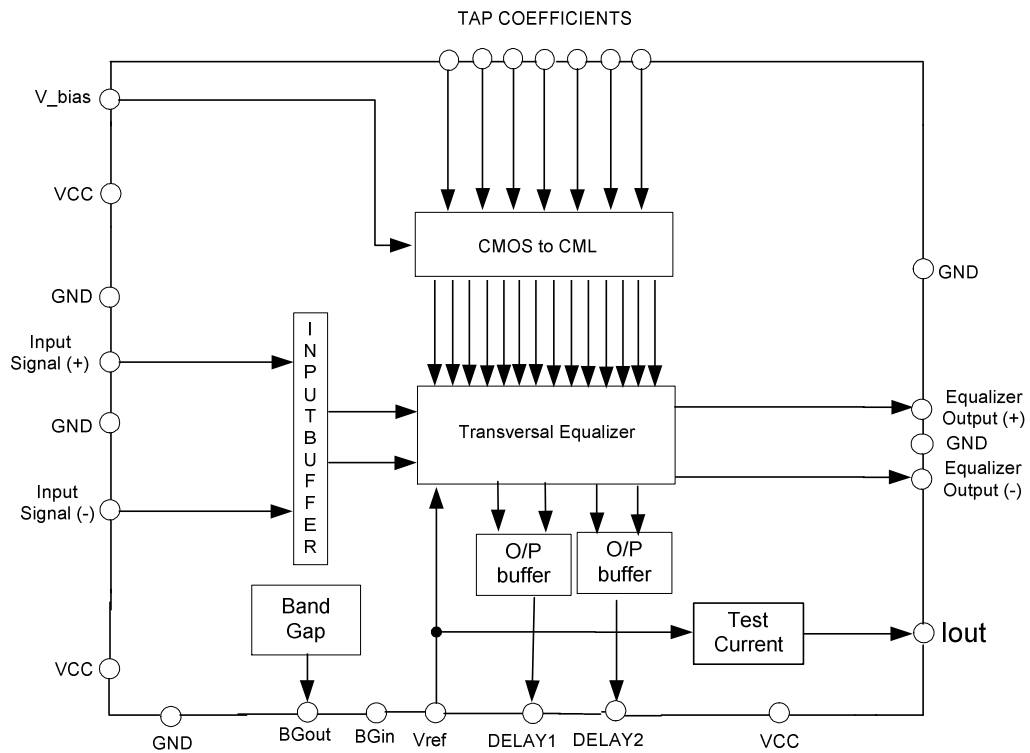 TAP COEFFICIENTS
V_bias
VCC
CMOS to CML
GND
GND
Input
Signal (+)
INPUTBUFFER
GND
Transversal Equalizer
Equalizer
Output (+)
GND
Equalizer
Output (-)
Input
Signal (-)
O/P
buffer
O/P
buffer
Band
Gap
Test
Current
Iout
VCC
GND
BGout
BGin
Vref
DELAY1
DELAY2
VCC